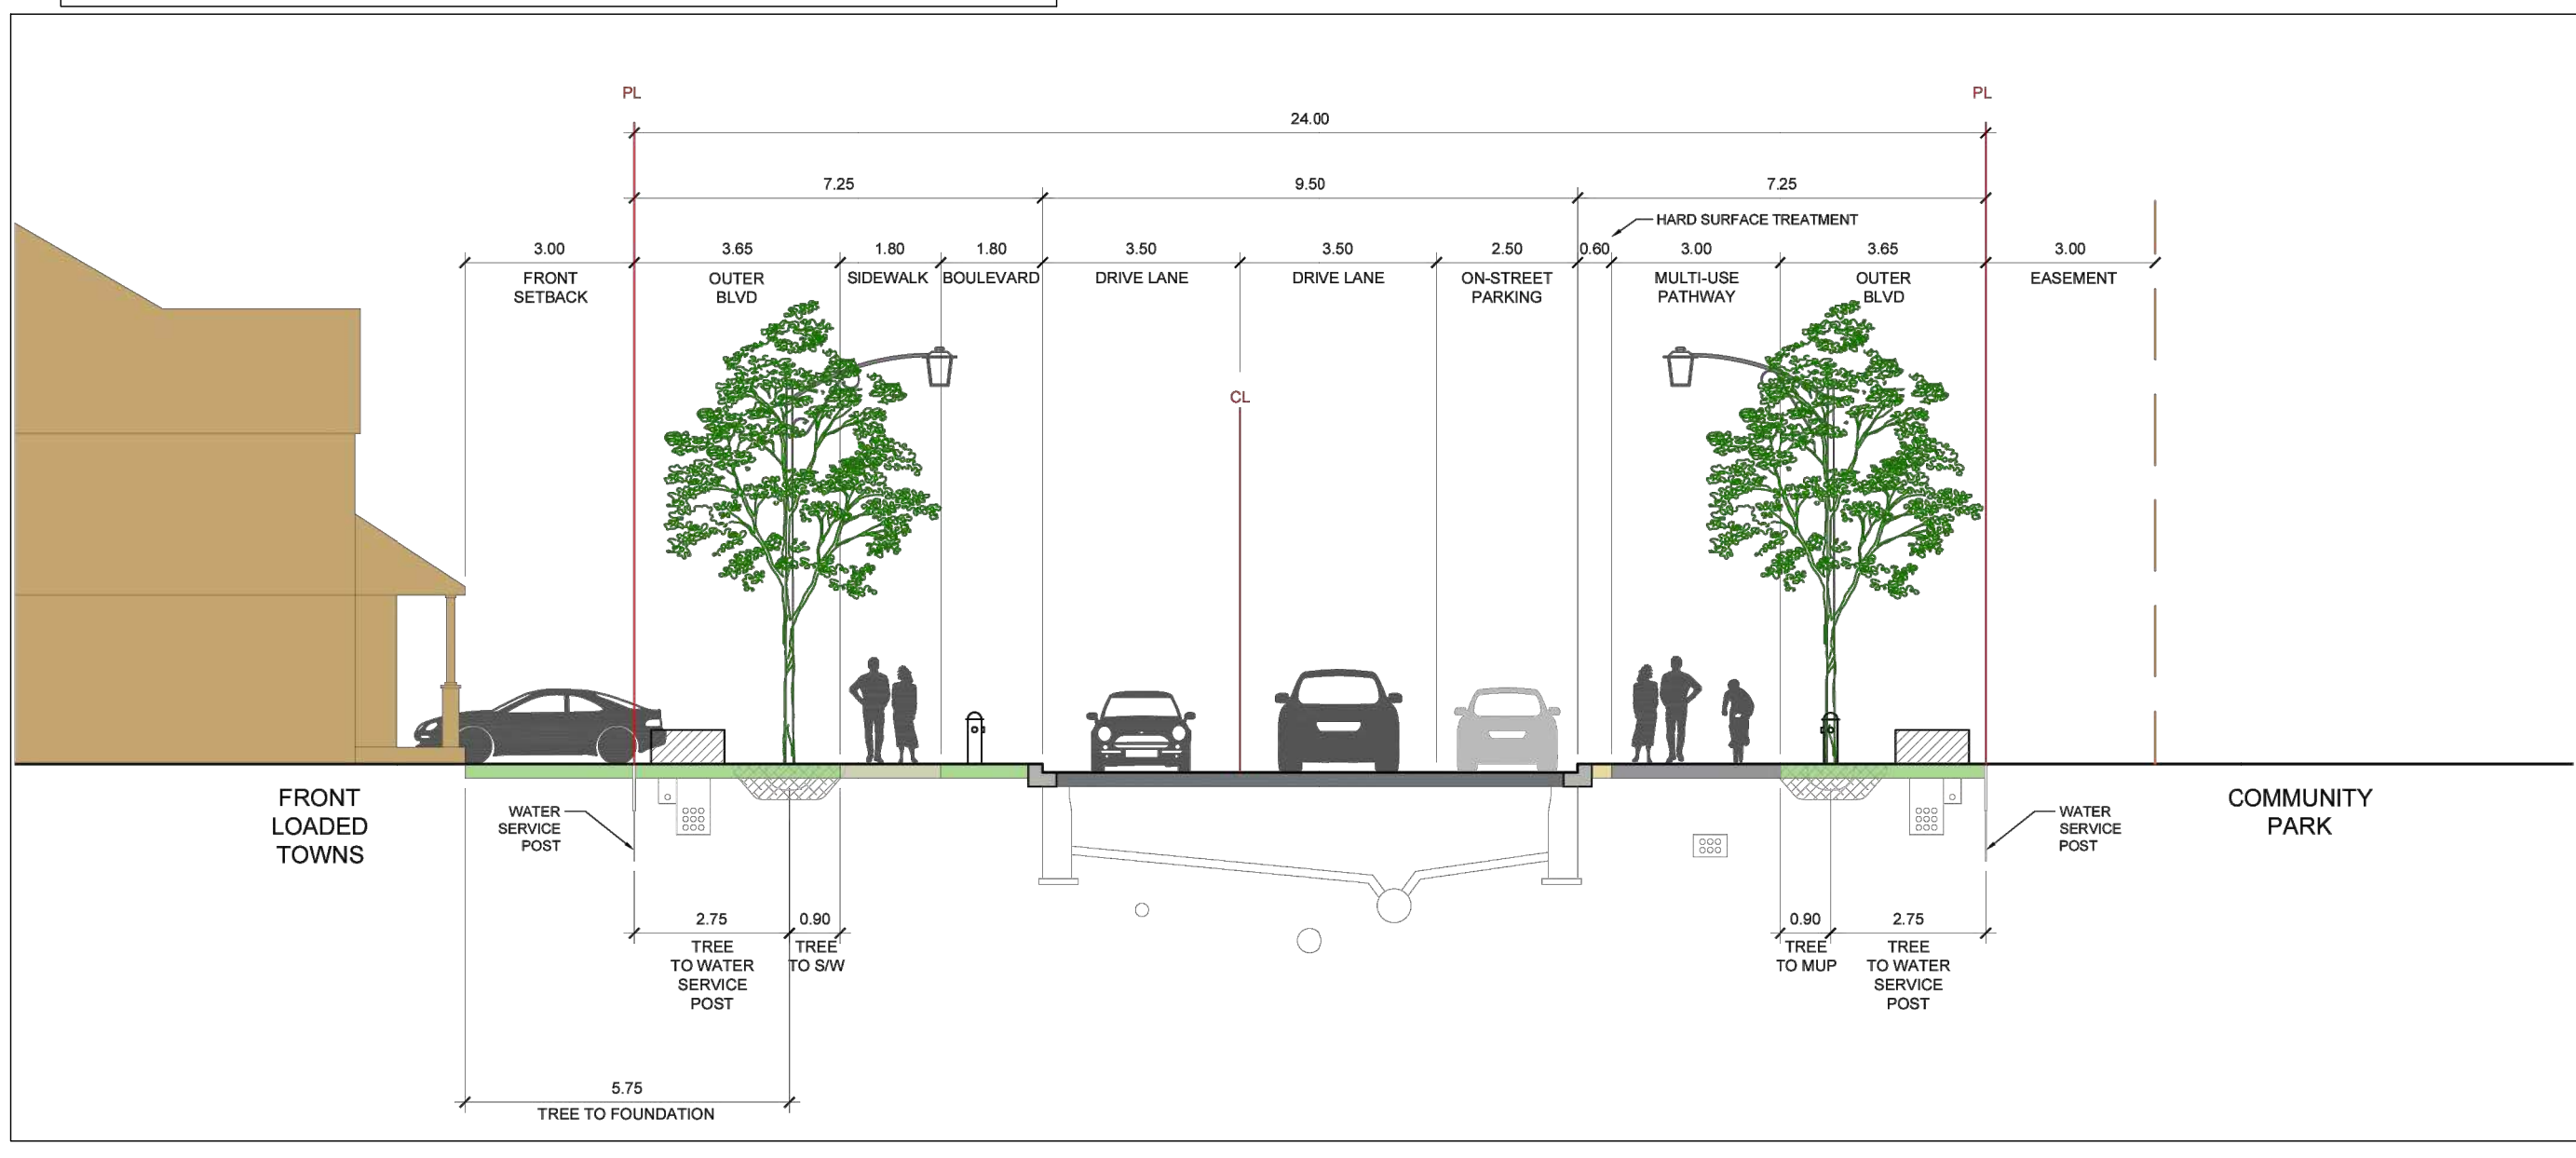 PL
PL
24.00
7.25
9.50
7.25
HARD SURFACE TREATMENT
3.00
3.65
1.80
1.80
3.50
3.50
2.50
0.60
3.00
3.65
3.00
FRONT
SETBACK
OUTER
BLVD
SIDEWALK
BOULEVARD
DRIVE LANE
DRIVE LANE
ON-STREET
PARKING
MULTI-USE
PATHWAY
OUTER
BLVD
EASEMENT
CL
FRONT
LOADED
TOWNS
WATER
SERVICE
POST
WATER
SERVICE
POST
COMMUNITY
PARK
2.75
0.90
TREE
TO WATER
SERVICE
POST
TREE
TO S/W
0.90
2.75
TREE
TO MUP
TREE
TO WATER
SERVICE
POST
5.75
TREE TO FOUNDATION